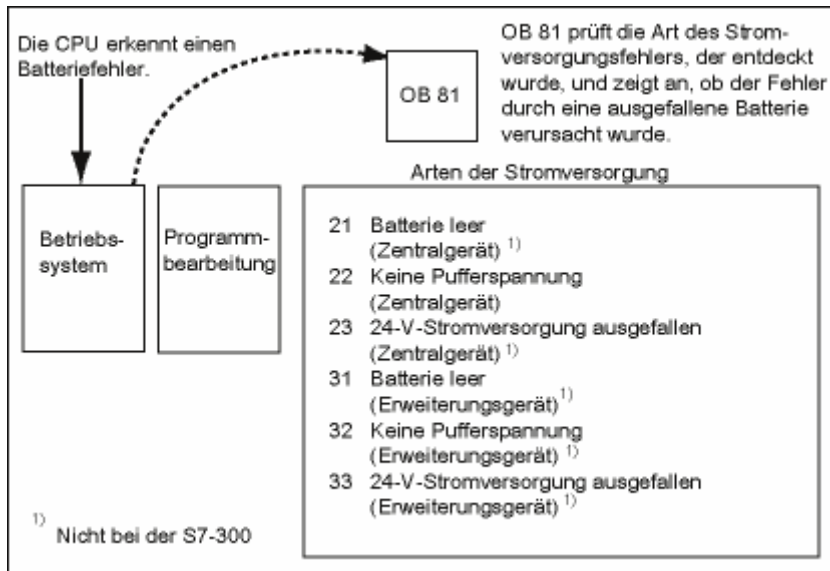 Die CPU erkennt einen
Batteriefehler.
OB 81
OB 81 prüft die Art des Strom-
versorgungsfehlers, der entdeckt
wurde, und zeigt an, ob der Fehler
durch eine ausgefallene Batterie
verursacht wurde.
Betriebs-
system
Programm-
bearbeitung
Arten der Stromversorgung
21 Batterie leer
(Zentralgerät) 1)
22 Keine Pufferspannung
(Zentralgerät)
23 24-V-Stromversorgung ausgefallen
(Zentralgerät) 1)
31 Batterie leer
(Erweiterungsgerät) 1)
32 Keine Pufferspannung
(Erweiterungsgerät) 1)
33 24-V-Stromversorgung ausgefallen
(Erweiterungsgerät) 1)
1) Nicht bei der S7-300